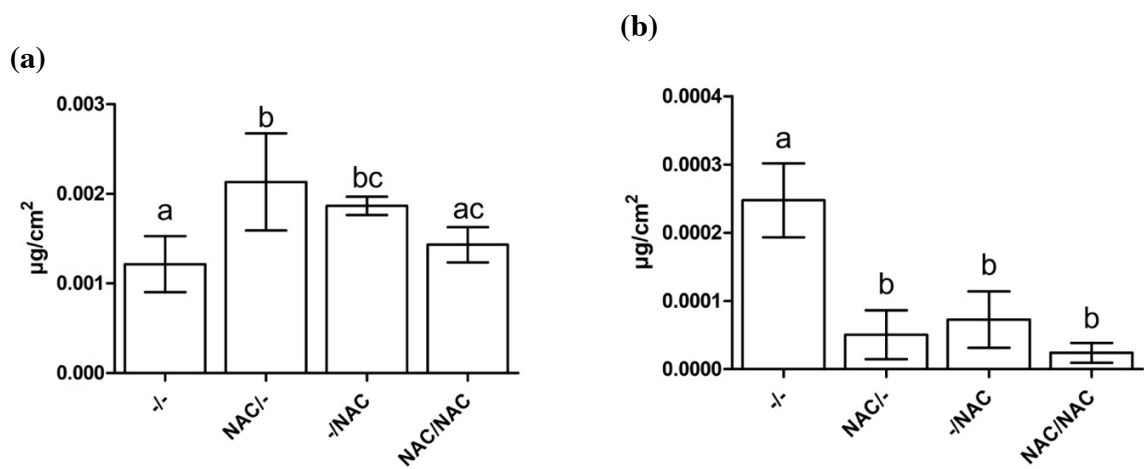 (a)
0.003
0.002
0.001
0.000
µg/cm²
a
b
bc
ac
-/-
NAC/-
-/NAC
NAC/NAC
(b)
0.0004
0.0003
0.0002
0.0001
0.0000
µg/cm²
a
b
b
b
-/-
NAC/-
-/NAC
NAC/NAC